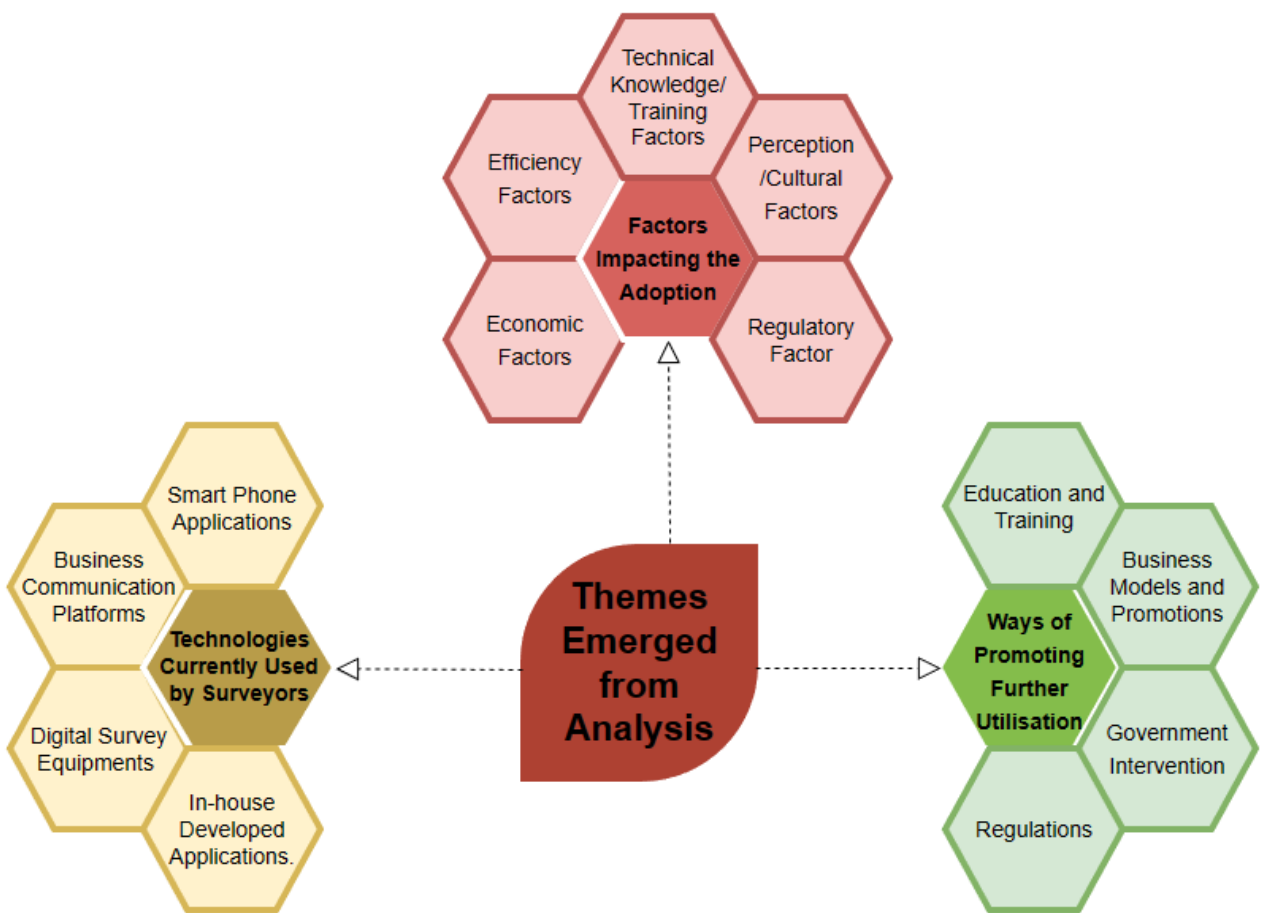 Technical
Knowledge/
Training
Factors
Efficiency
Factors
Perception
/Cultural
Factors
Factors
Impacting the
Adoption
Economic
Factors
Regulatory
Factor
Smart Phone
Applications
Business
Communication
Platforms
Technologies
Currently Used
by Surveyors
Digital Survey
Equipments
In-house
Developed
Applications.
Themes
Emerged
from
Analysis
Education and
Training
Business
Models and
Promotions
Ways of
Promoting
Further
Utilisation
Government
Intervention
Regulations